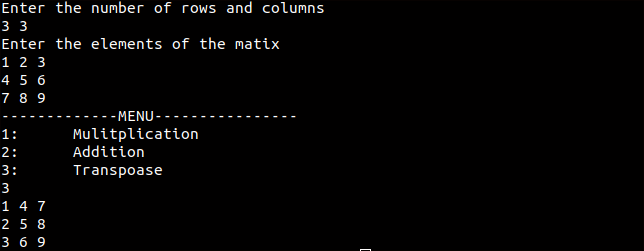 Enter the number of rows and columns
3 3
Enter the elements of the matix
1 2 3
4 5 6
7 8 9
-------------MENU----------------
1:      Mulitplication
2:      Addition
3:      Transpoase
3
1 4 7
2 5 8
3 6 9